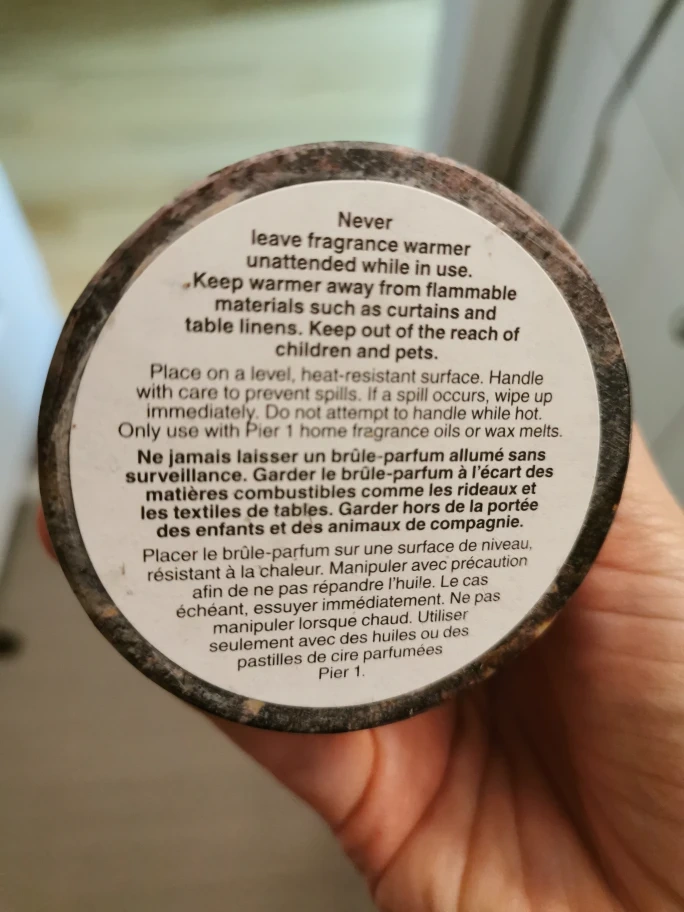 Never
leave fragrance warmer
unattended while in use.
Keep warmer away from flammable
materials such as curtains and
table linens. Keep out of the reach of
children and pets.
Place on a level, heat-resistant surface. Handle
with care to prevent spills. If a spill occurs, wipe up
immediately. Do not attempt to handle while hot.
Only use with Pier 1 home fragrance oils or wax melts.
Ne jamais laisser un brûle-parfum allumé sans
surveillance. Garder le brûle-parfum à l'écart des
matières combustibles comme les rideaux et
les textiles de tables. Garder hors de la portée
des enfants et des animaux de compagnie.
Placer le brûle-parfum sur une surface de niveau,
résistant à la chaleur. Manipuler avec précaution
afin de ne pas répandre l'huile. Le cas
échéant, essuyer immédiatement. Ne pas
manipuler lorsque chaud. Utiliser
seulement avec des huiles ou des
pastilles de cire parfumées
Pier 1.